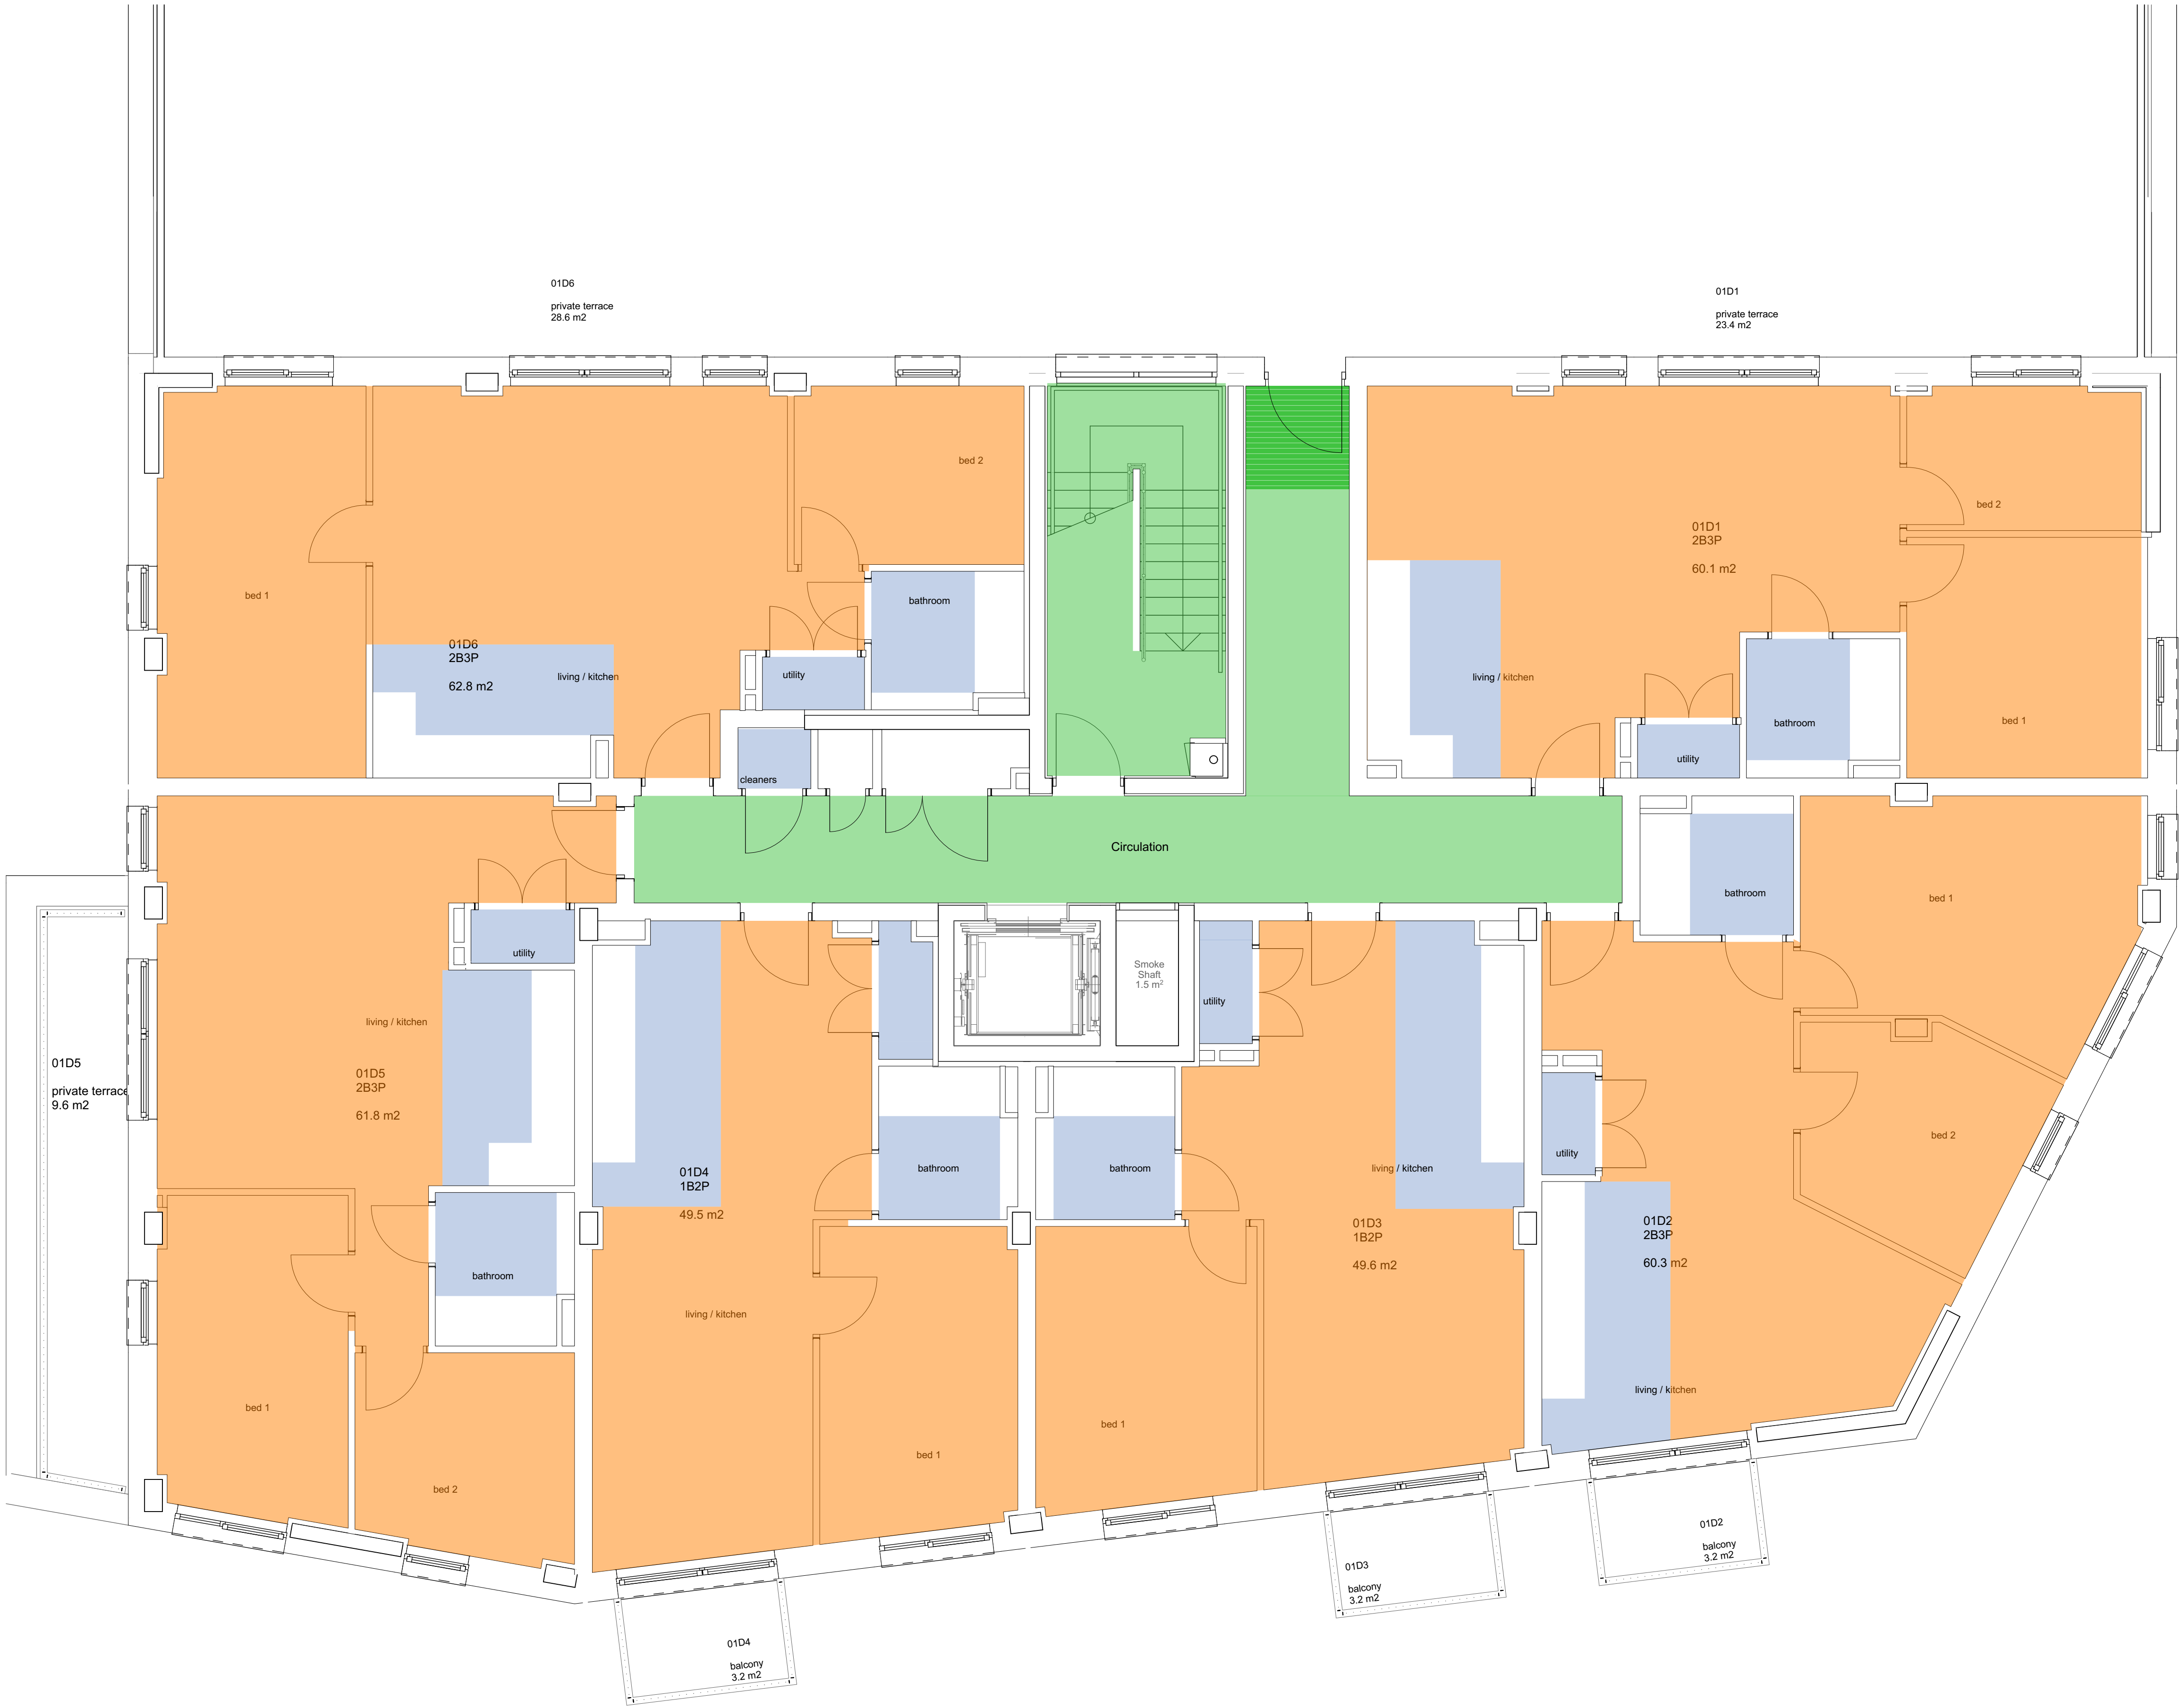 01D6
private terrace
28.6 m2
01D1
private terrace
23.4 m2
bed 2
bed 1
01D6
2B3P
62.8 m2
living / kitchen
utility
bathroom
cleaners
01D1
2B3P
60.1 m2
bed 2
living / kitchen
bathroom
utility
bed 1
Circulation
bathroom
bed 1
utility
living / kitchen
01D5
private terrace
9.6 m2
01D5
2B3P
61.8 m2
Smoke
Shaft
1.5 m²
utility
bathroom
bathroom
01D4
1B2P
49.5 m2
living / kitchen
01D3
1B2P
49.6 m2
utility
bed 2
01D2
2B3P
60.3 m2
bathroom
living / kitchen
living / kitchen
bed 1
bed 1
bed 1
bed 2
01D2
balcony
3.2 m2
01D3
balcony
3.2 m2
01D4
balcony
3.2 m2